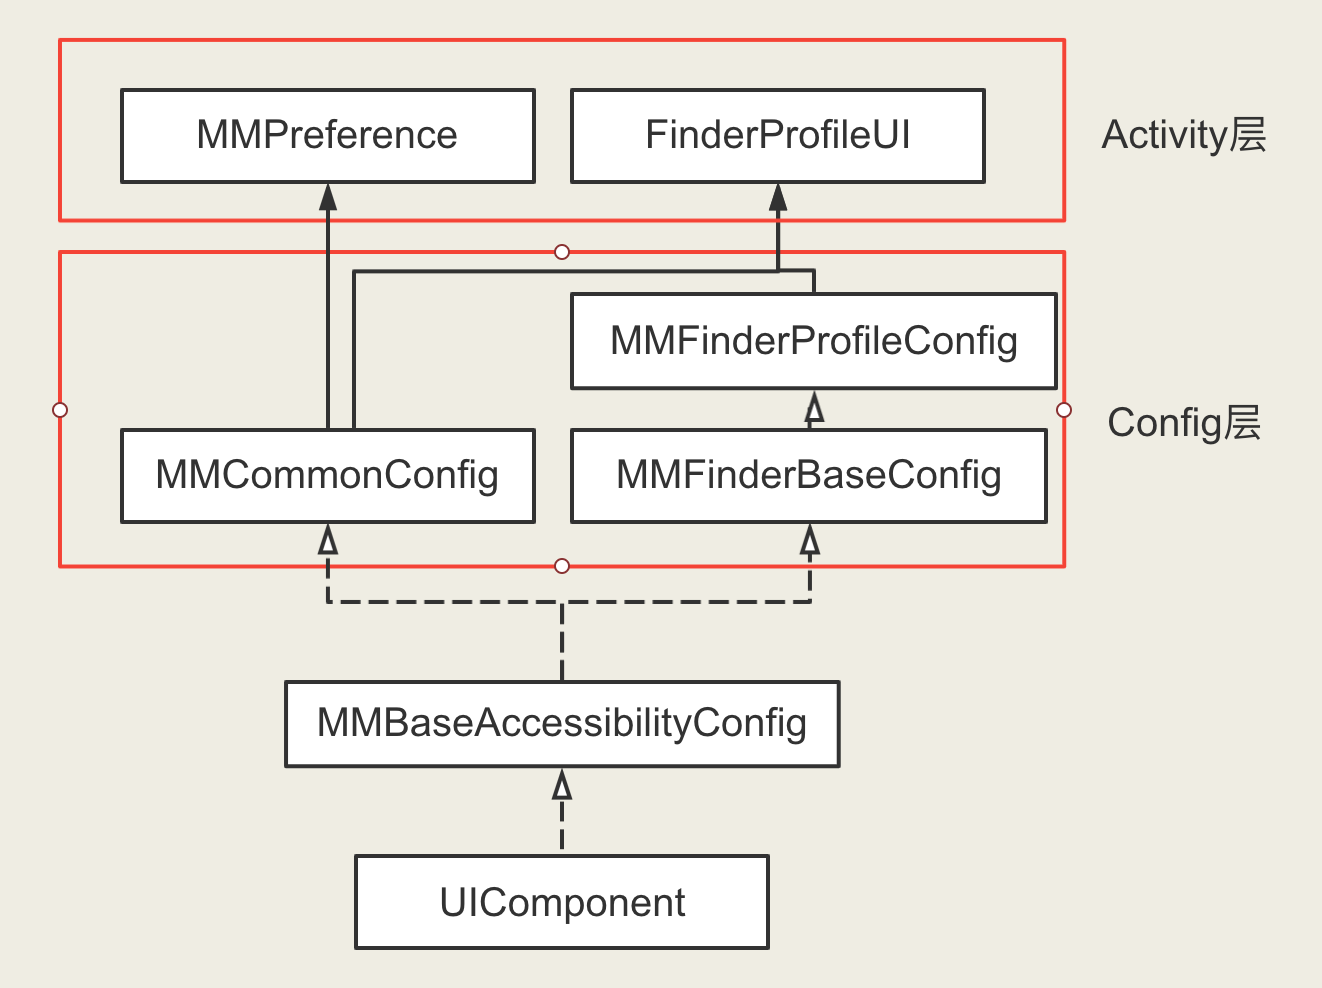 MMPreference
FinderProfileUI
Activity层
MMFinderProfileConfig
Config层
MMCommonConfig
MMFinderBaseConfig
MMBaseAccessibilityConfig
UIComponent